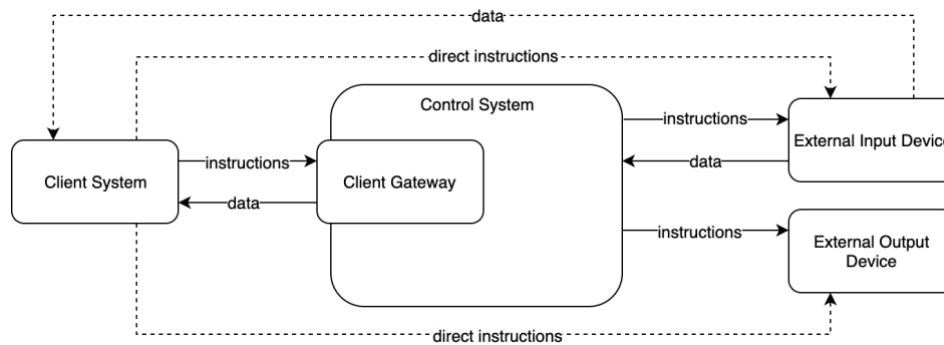 data
direct instructions
Control System
instructions
External Input Device
Client System
instructions
Client Gateway
data
data
instructions
External Output
Device
direct instructions